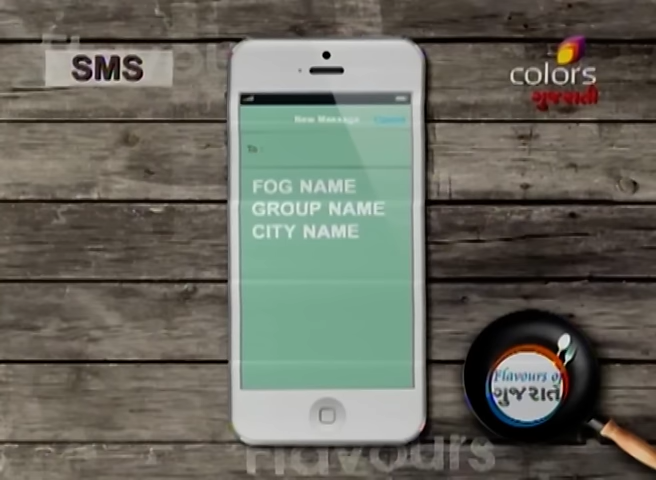 SMS
colors
ગુજરાતી
New Message
Cancel
To :
FOG NAME
GROUP NAME
CITY NAME
Flavours of
ગુજરાત
Flavours